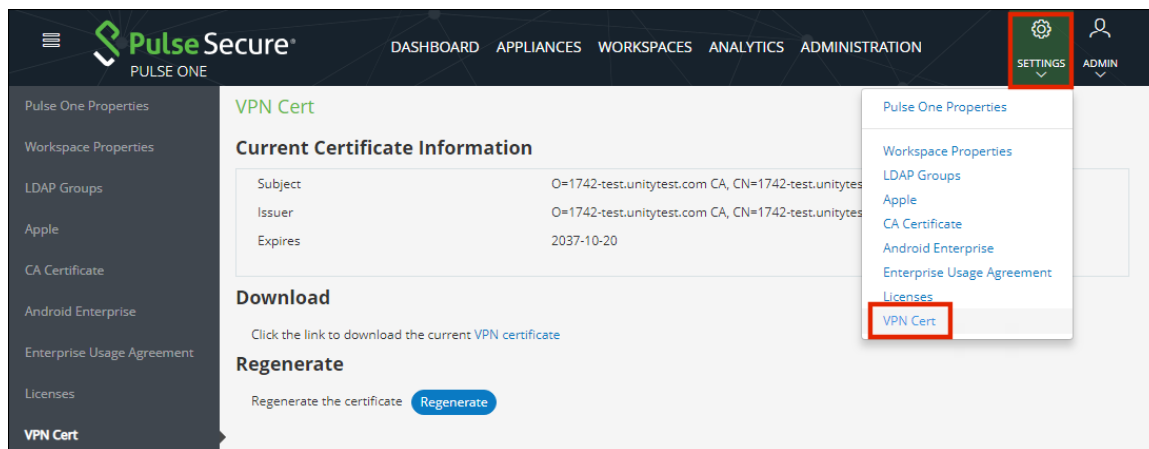 Pulse Secure®
PULSE ONE
DASHBOARD APPLIANCES WORKSPACES ANALYTICS ADMINISTRATION
SETTINGS
ADMIN
Pulse One Properties
Workspace Properties
LDAP Groups
Apple
CA Certificate
Android Enterprise
Enterprise Usage Agreement
Licenses
VPN Cert
VPN Cert
Current Certificate Information
Subject O=1742-test.unitytest.com CA, CN=1742-test.unitytes
Issuer O=1742-test.unitytest.com CA, CN=1742-test.unitytes
Expires 2037-10-20
Download
Click the link to download the current VPN certificate
Regenerate
Regenerate the certificate Regenerate
Pulse One Properties
Workspace Properties
LDAP Groups
Apple
CA Certificate
Android Enterprise
Enterprise Usage Agreement
Licenses
VPN Cert